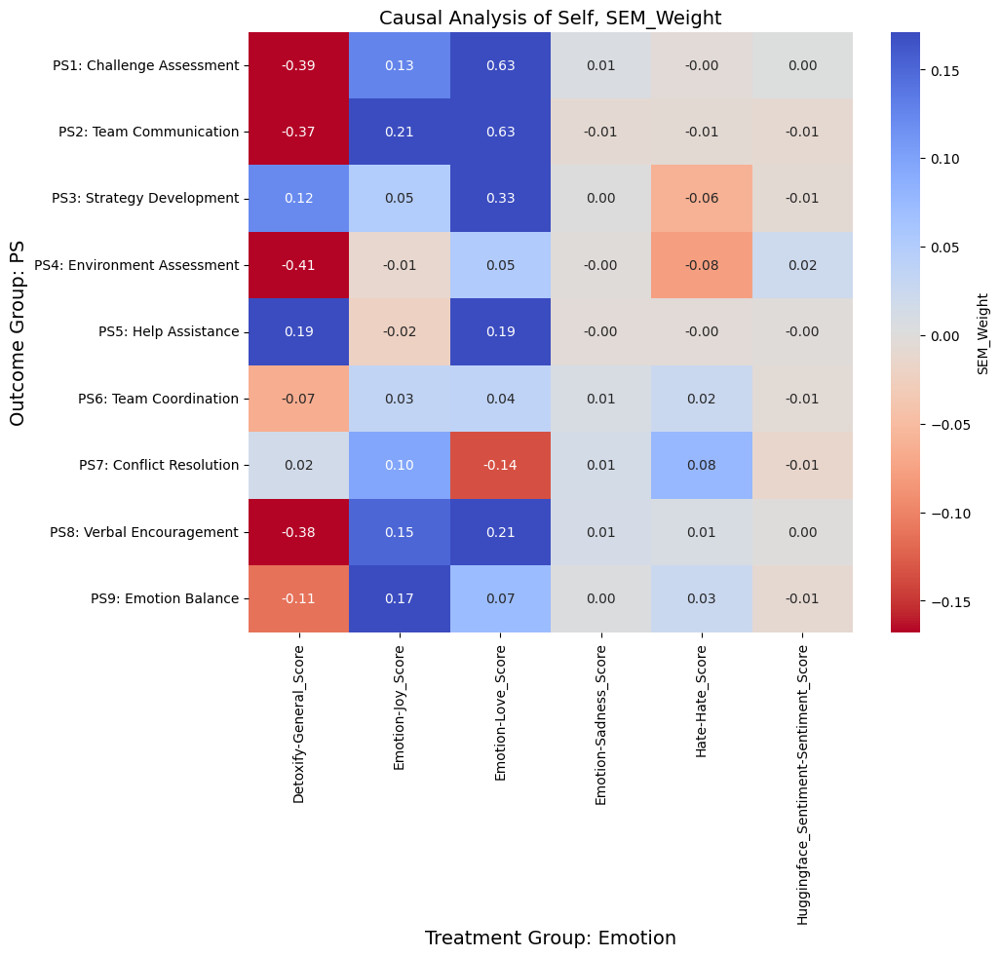 Causal Analysis of Self, SEM_Weight
Outcome Group: PS
PS1: Challenge Assessment -0.39 0.13 0.63 0.01 -0.00 0.00
PS2: Team Communication -0.37 0.21 0.63 -0.01 -0.01 -0.01
PS3: Strategy Development 0.12 0.05 0.33 0.00 -0.06 -0.01
PS4: Environment Assessment -0.41 -0.01 0.05 -0.00 -0.08 0.02
PS5: Help Assistance 0.19 -0.02 0.19 -0.00 -0.00 -0.00
PS6: Team Coordination -0.07 0.03 0.04 0.01 0.02 -0.01
PS7: Conflict Resolution 0.02 0.10 -0.14 0.01 0.08 -0.01
PS8: Verbal Encouragement -0.38 0.15 0.21 0.01 0.01 0.00
PS9: Emotion Balance -0.11 0.17 0.07 0.00 0.03 -0.01
Detoxify-General_Score
Emotion-Joy_Score
Emotion-Love_Score
Emotion-Sadness_Score
Hate-Hate_Score
Huggingface_Sentiment-Sentiment_Score
Treatment Group: Emotion
0.15
0.10
0.05
0.00
−0.05
−0.10
−0.15
SEM_Weight